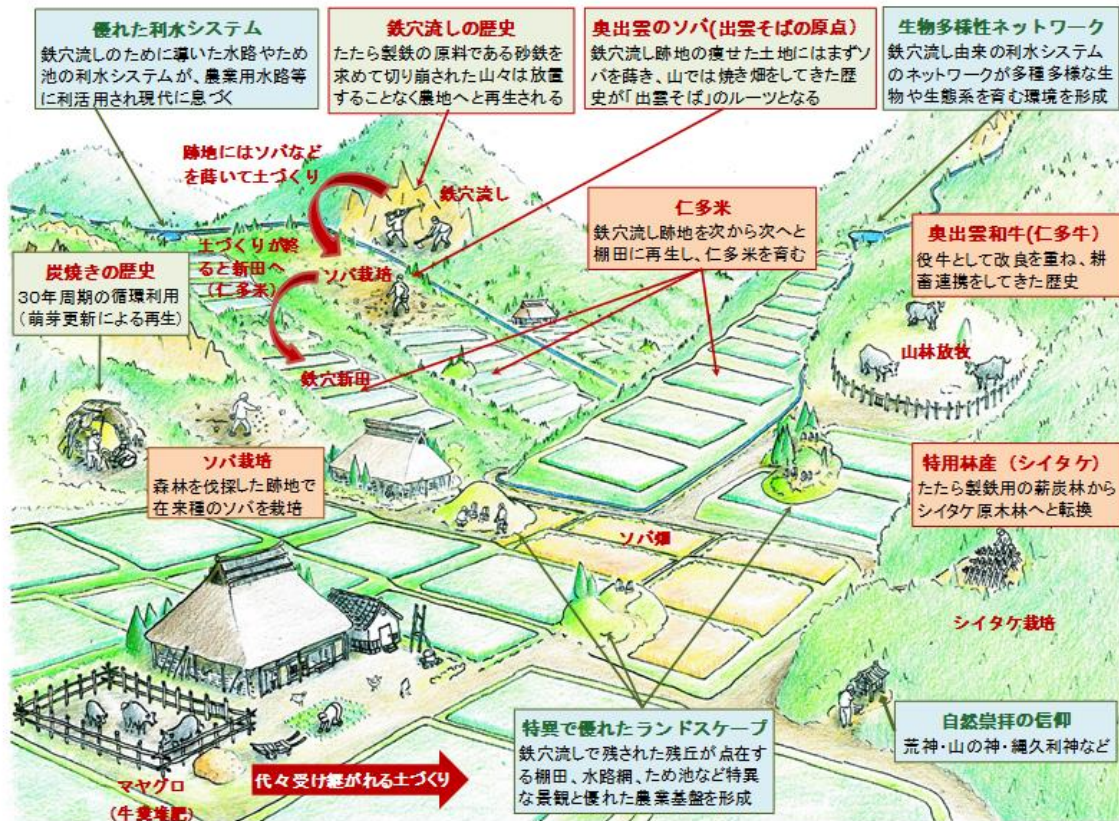 優れた利水システム
鉄穴流しのために導いた水路やため
池の利水システムが、農業用水路等
に利活用され現代に息づく
鉄穴流しの歴史
たたら製鉄の原料である砂鉄を
求めて切り崩された山々は放置
することなく農地へと再生される
奥出雲のソバ(出雲そばの原点)
鉄穴流し跡地の痩せた土地にはまずソ
バを蒔き、山では焼き畑をしてきた歴
史が「出雲そば」のルーツとなる
生物多様性ネットワーク
鉄穴流し由来の利水システム
のネットワークが多種多様な生
物や生態系を育む環境を形成
跡地にはソバなど
を蒔いて土づくり
鉄穴流し
土づくりが終
ると新田へ
(仁多米)
ソバ栽培
仁多米
鉄穴流し跡地を次から次へと
棚田に再生し、仁多米を育む
奥出雲和牛(仁多牛)
役牛として改良を重ね、耕
畜連携をしてきた歴史
炭焼きの歴史
30年周期の循環利用
(萌芽更新による再生)
山林放牧
鉄穴新田
ソバ栽培
森林を伐採した跡地で
在来種のソバを栽培
特用林産(シイタケ)
たたら製鉄用の薪炭林から
シイタケ原木林へと転換
ソバ畑
シイタケ栽培
特異で優れたランドスケープ
鉄穴流しで残された残丘が点在す
る棚田、水路網、ため池など特異
な景観と優れた農業基盤を形成
自然崇拝の信仰
荒神・山の神・縄久利神など
マヤグロ
(牛糞堆肥)
代々受け継がれる土づくり